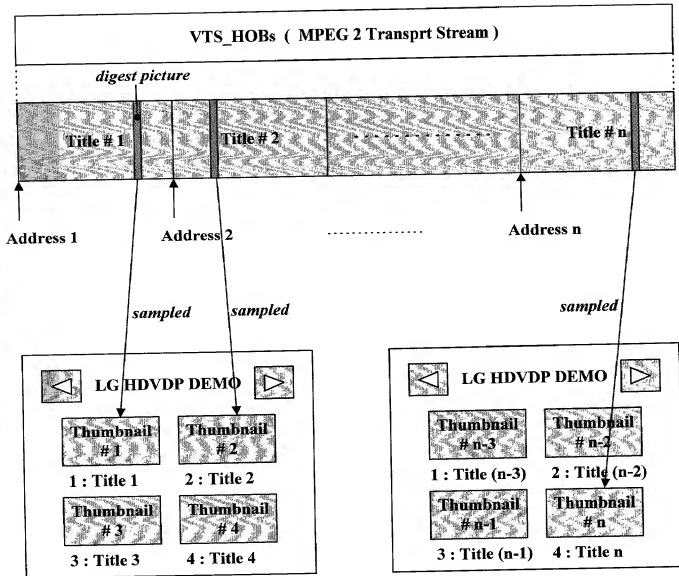 VTS_HOBs ( MPEG 2 Transprt Stream )
digest picture
Title # 1
Title # 2
Title # n
Address 1
Address 2
Address n
sampled
sampled
sampled
LG HDVDP DEMO
Thumbnail
# 1
Thumbnail
# 2
1 : Title 1
2 : Title 2
Thumbnail
# 3
Thumbnail
# 4
3 : Title 3
4 : Title 4
LG HDVDP DEMO
Thumbnail
# n-3
Thumbnail
# n-2
1 : Title (n-3)
2 : Title (n-2)
Thumbnail
# n-1
Thumbnail
# n
3 : Title (n-1)
4 : Title n